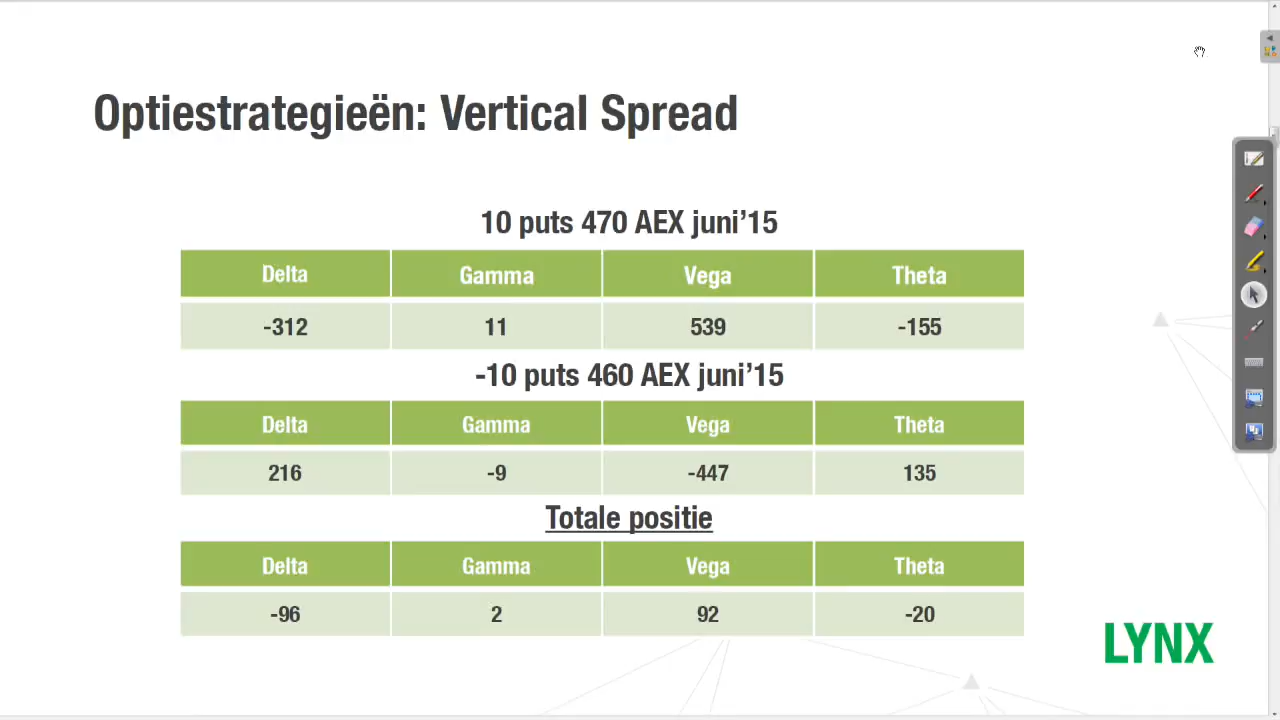 Optiestrategieën: Vertical Spread
10 puts 470 AEX juni’15
Delta Gamma Vega Theta
-312 11 539 -155
-10 puts 460 AEX juni’15
Delta Gamma Vega Theta
216 -9 -447 135
Totale positie
Delta Gamma Vega Theta
-96 2 92 -20
LYNX